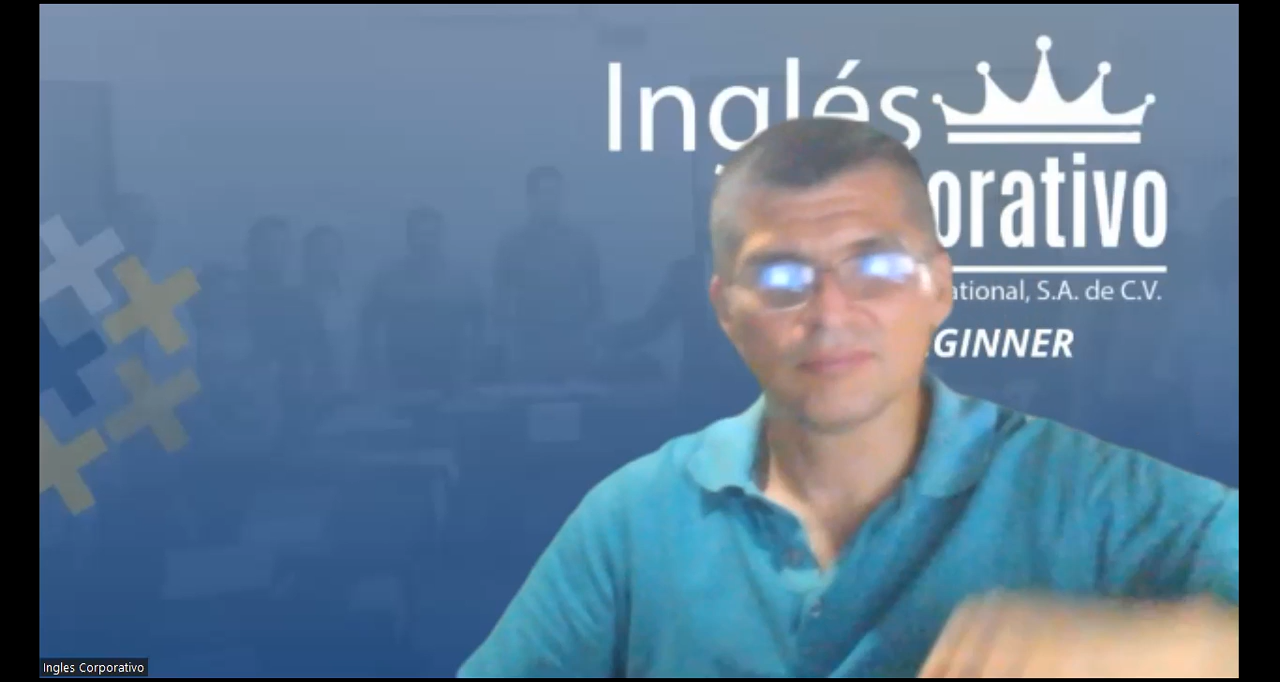 Inglés
orativo
ational, S.A. de C.V.
GINNER
Ingles Corporativo